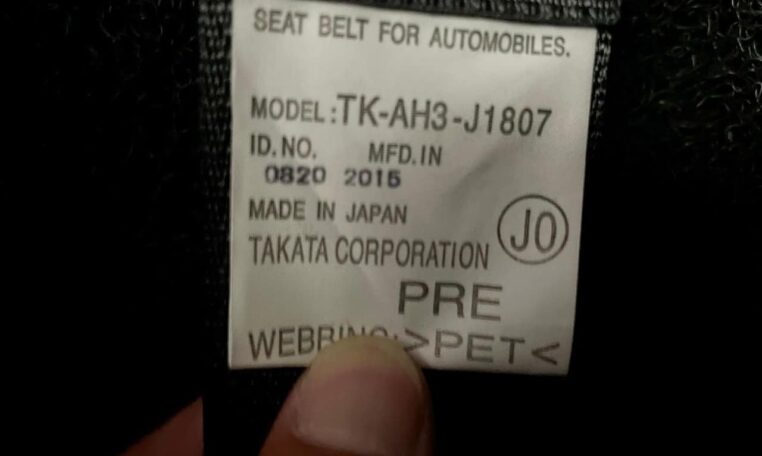 SEAT BELT FOR AUTOMOBILES.
MODEL:TK-AH3-J1807
ID.NO. MFD.IN
0820 2015
MADE IN JAPAN
JO
TAKATA CORPORATION
PRE
WEBBING:>PET<